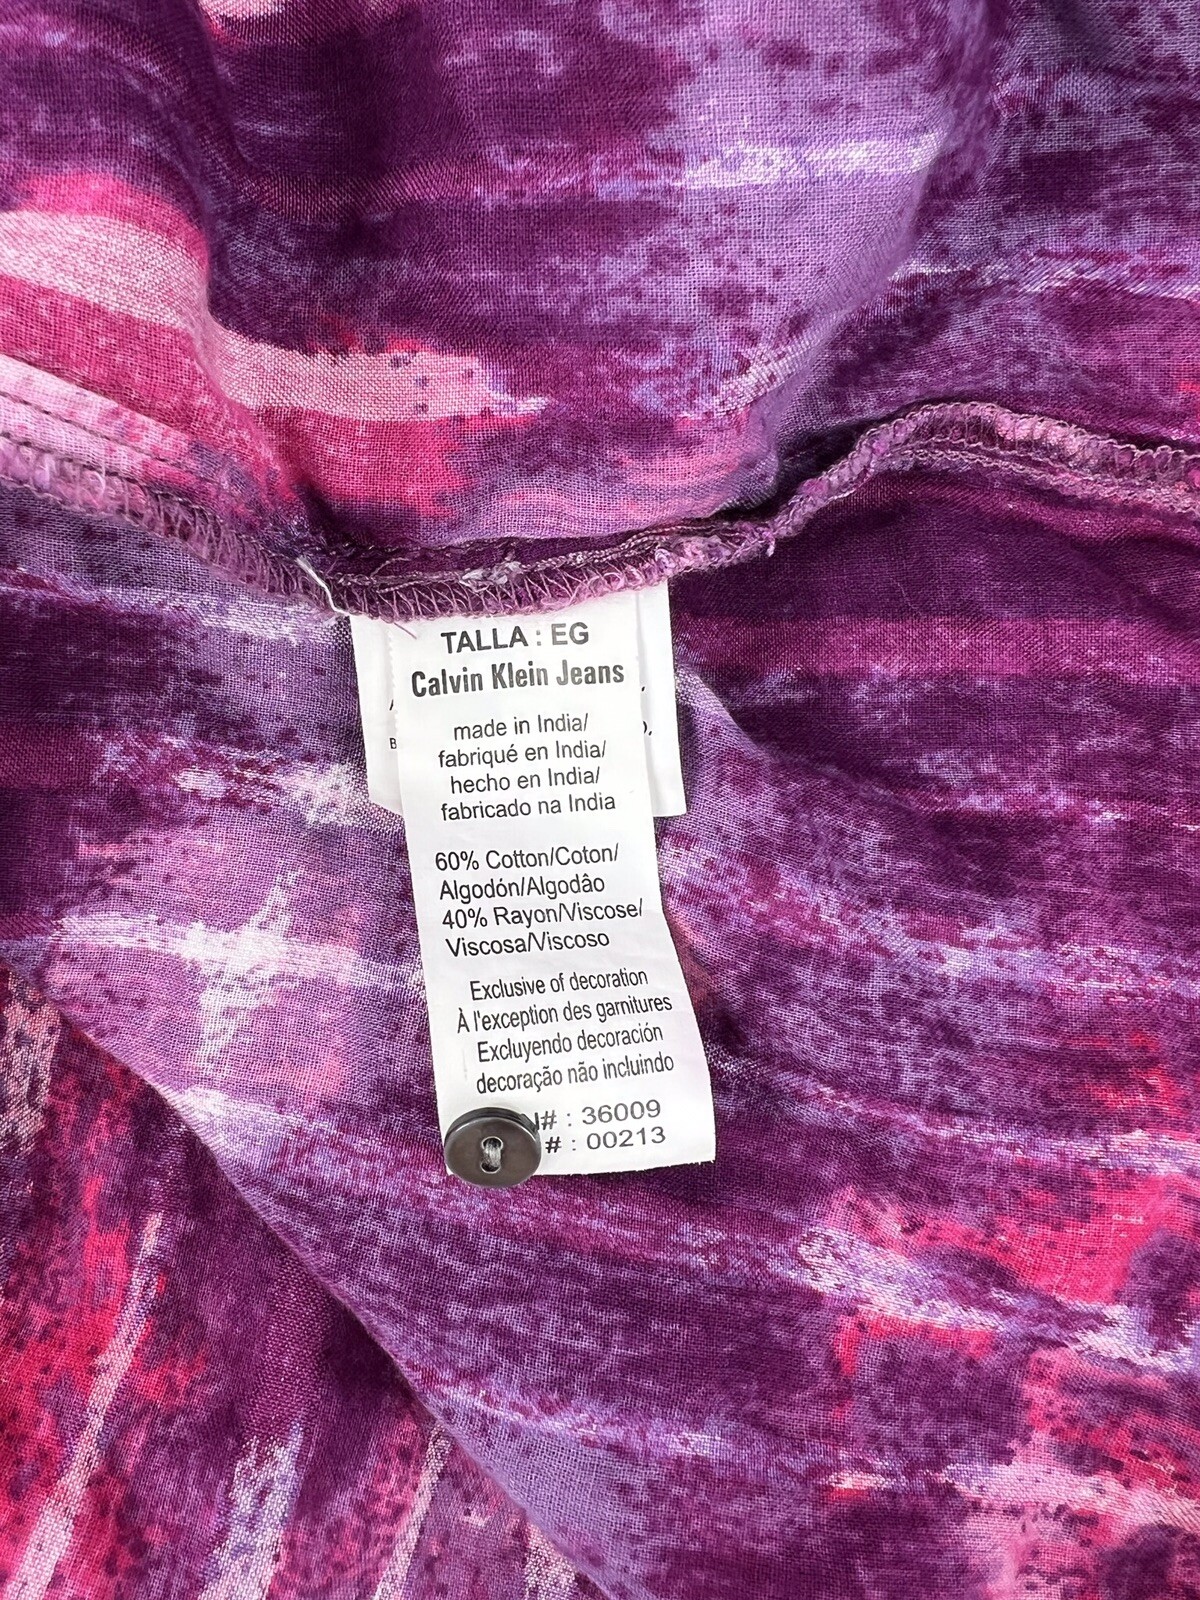 TALLA : EG
Calvin Klein Jeans
made in India/
fabriqué en India/
hecho en India/
fabricado na India
60% Cotton/Coton/
Algodón/Algodâo
40% Rayon/Viscose/
Viscosa/Viscoso
Exclusive of decoration
À l'exception des garnitures
Excluyendo decoración
decoração não incluindo
# : 36009
# : 00213